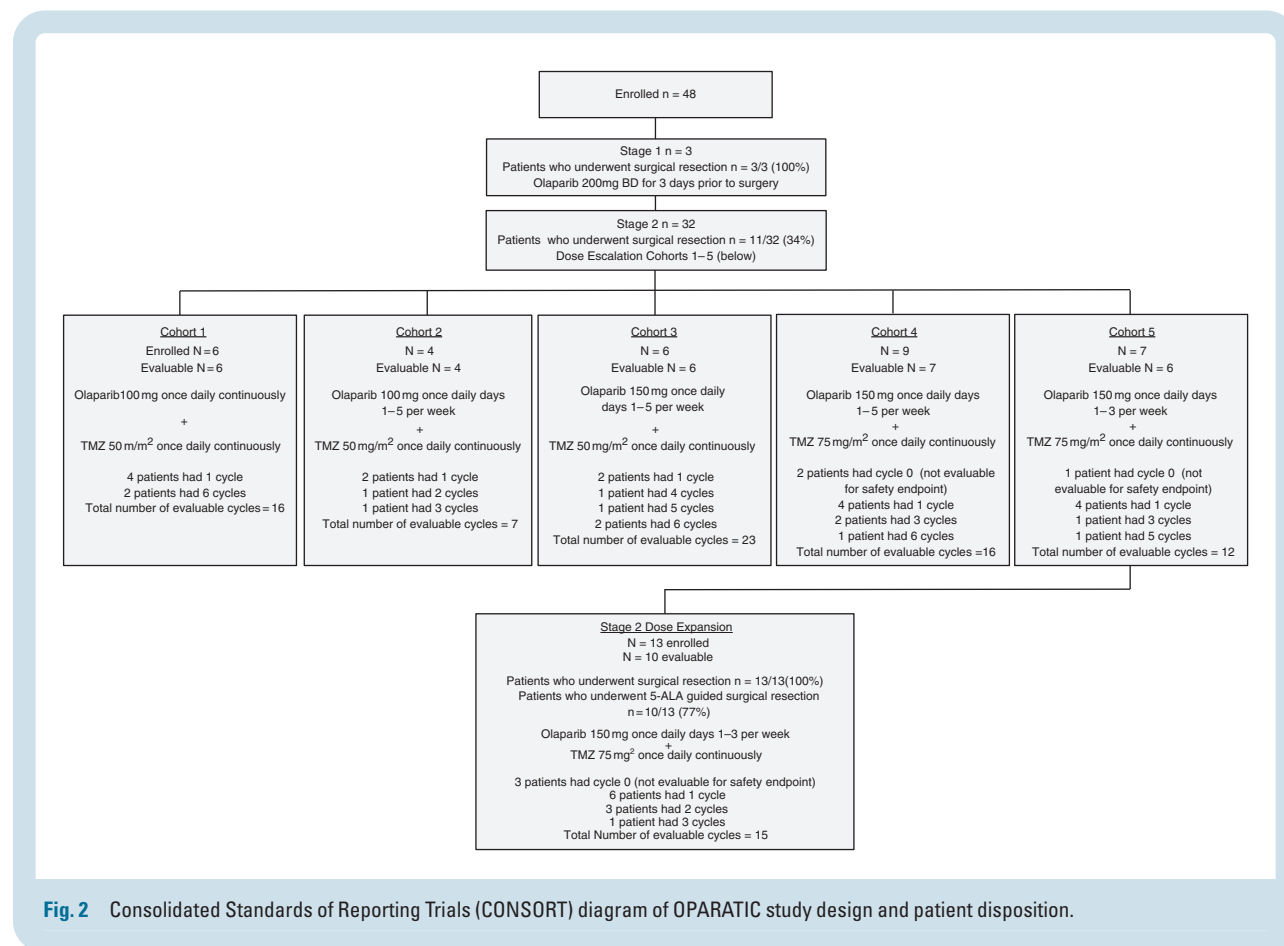 Enrolled n = 48
Stage 1 n = 3
Patients who underwent surgical resection n = 3/3 (100%)
Olaparib 200mg BD for 3 days prior to surgery
Stage 2 n = 32
Patients who underwent surgical resection n = 11/32 (34%)
Dose Escalation Cohorts 1–5 (below)
Cohort 1
Enrolled N = 6
Evaluable N = 6
Olaparib100 mg once daily continuously
+
TMZ 50 m/m² once daily continuously
4 patients had 1 cycle
2 patients had 6 cycles
Total number of evaluable cycles = 16
Cohort 2
N = 4
Evaluable N = 4
Olaparib 100 mg once daily days
1–5 per week
+
TMZ 50 mg/m² once daily continuously
2 patients had 1 cycle
1 patient had 2 cycles
1 patient had 3 cycles
Total number of evaluable cycles = 7
Cohort 3
N = 6
Evaluable N = 6
Olaparib 150 mg once daily
days 1–5 per week
+
TMZ 50 mg/m² once daily continuously
2 patients had 1 cycle
1 patient had 4 cycles
1 patient had 5 cycles
2 patients had 6 cycles
Total number of evaluable cycles = 23
Cohort 4
N = 9
Evaluable N = 7
Olaparib 150 mg once daily days
1–5 per week
+
TMZ 75 mg/m² once daily continuously
2 patients had cycle 0 (not evaluable
for safety endpoint)
4 patients had 1 cycle
2 patients had 3 cycles
1 patient had 6 cycles
Total number of evaluable cycles =16
Cohort 5
N = 7
Evaluable N = 6
Olaparib 150 mg once daily days
1–3 per week
+
TMZ 75 mg/m² once daily continuously
1 patient had cycle 0 (not
evaluable for safety endpoint)
4 patients had 1 cycle
1 patient had 3 cycles
1 patient had 5 cycles
Total number of evaluable cycles = 12
Stage 2 Dose Expansion
N = 13 enrolled
N = 10 evaluable
Patients who underwent surgical resection n = 13/13(100%)
Patients who underwent 5-ALA guided surgical resection
n = 10/13 (77%)
Olaparib 150 mg once daily days 1–3 per week
+
TMZ 75 mg² once daily continuously
3 patients had cycle 0 (not evaluable for safety endpoint)
6 patients had 1 cycle
3 patients had 2 cycles
1 patient had 3 cycles
Total Number of evaluable cycles = 15
Fig. 2 Consolidated Standards of Reporting Trials (CONSORT) diagram of OPARATIC study design and patient disposition.